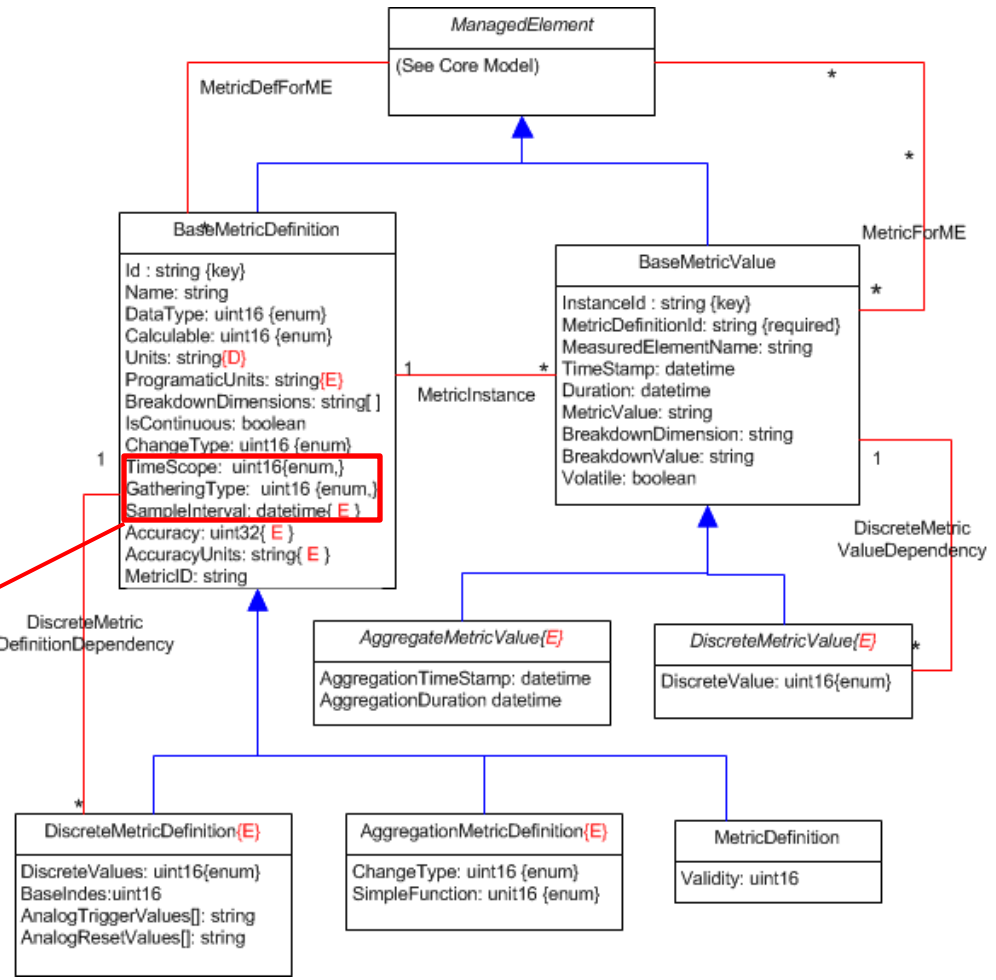 ManagedElement
(See Core Model)
MetricDefForME
*
*
*
MetricForME
*
BaseMetricDefinition
Id : string {key}
Name: string
DataType: uint16 {enum}
Calculable: uint16 {enum}
Units: string{D}
ProgramaticUnits: string{E}
BreakdownDimensions: string[ ]
IsContinuous: boolean
ChangeType: uint16 {enum}
TimeScope: uint16{enum,}
GatheringType: uint16 {enum,}
SampleInterval: datetime{ E }
Accuracy: uint32{ E }
AccuracyUnits: string{ E }
MetricID: string
1
*
MetricInstance
BaseMetricValue
InstanceId : string {key}
MetricDefinitionId: string {required}
MeasuredElementName: string
TimeStamp: datetime
Duration: datetime
MetricValue: string
BreakdownDimension: string
BreakdownValue: string
Volatile: boolean
1
1
DiscreteMetric
ValueDependency
DiscreteMetric
DefinitionDependency
AggregateMetricValue{E}
AggregationTimeStamp: datetime
AggregationDuration datetime
DiscreteMetricValue{E}
*
DiscreteValue: uint16{enum}
*
DiscreteMetricDefinition{E}
DiscreteValues: uint16{enum}
BaseIndes:uint16
AnalogTriggerValues[]: string
AnalogResetValues[]: string
AggregationMetricDefinition{E}
ChangeType: uint16 {enum}
SimpleFunction: unit16 {enum}
MetricDefinition
Validity: uint16